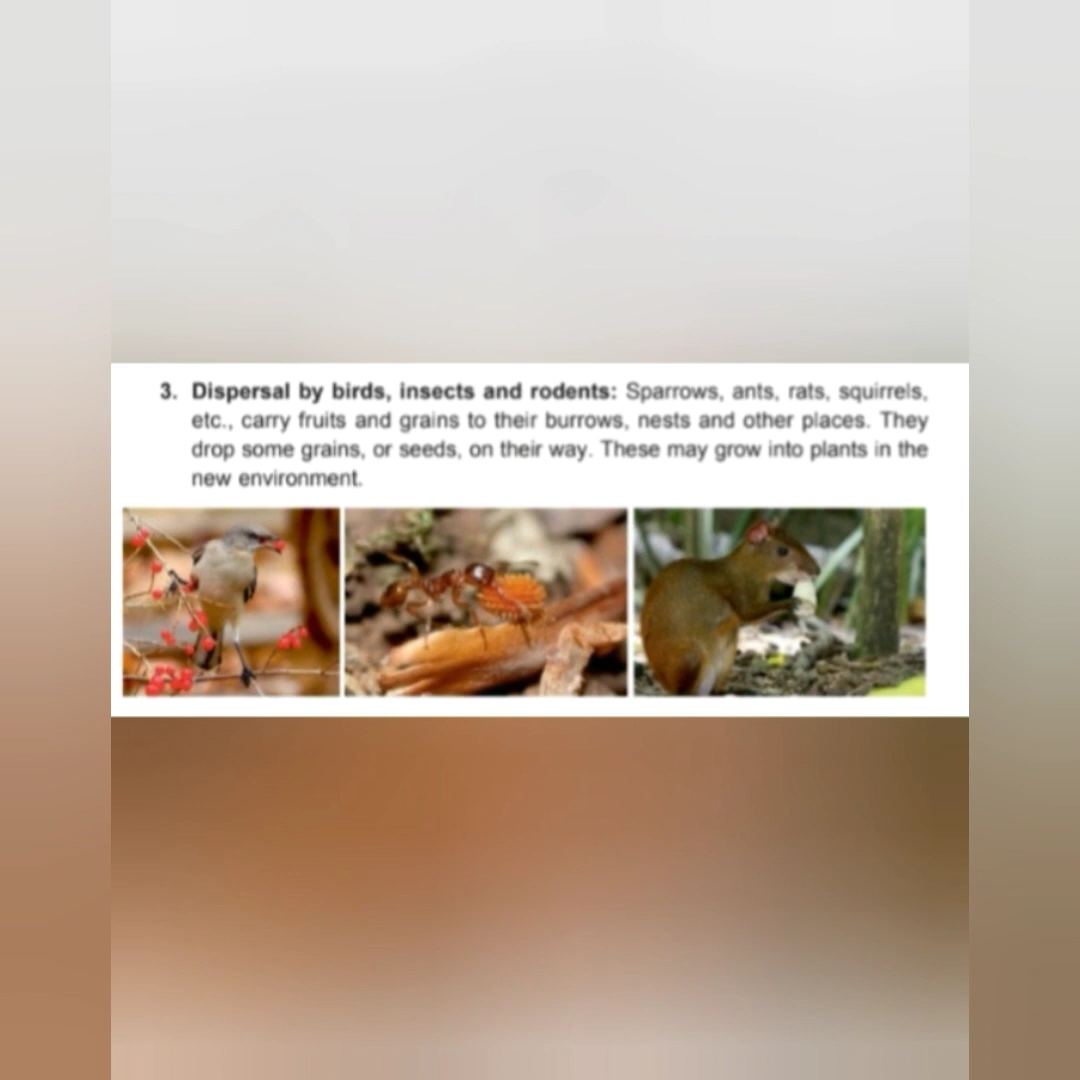 3. Dispersal by birds, insects and rodents: Sparrows, ants, rats, squirrels,
etc., carry fruits and grains to their burrows, nests and other places. They
drop some grains, or seeds, on their way. These may grow into plants in the
new environment.